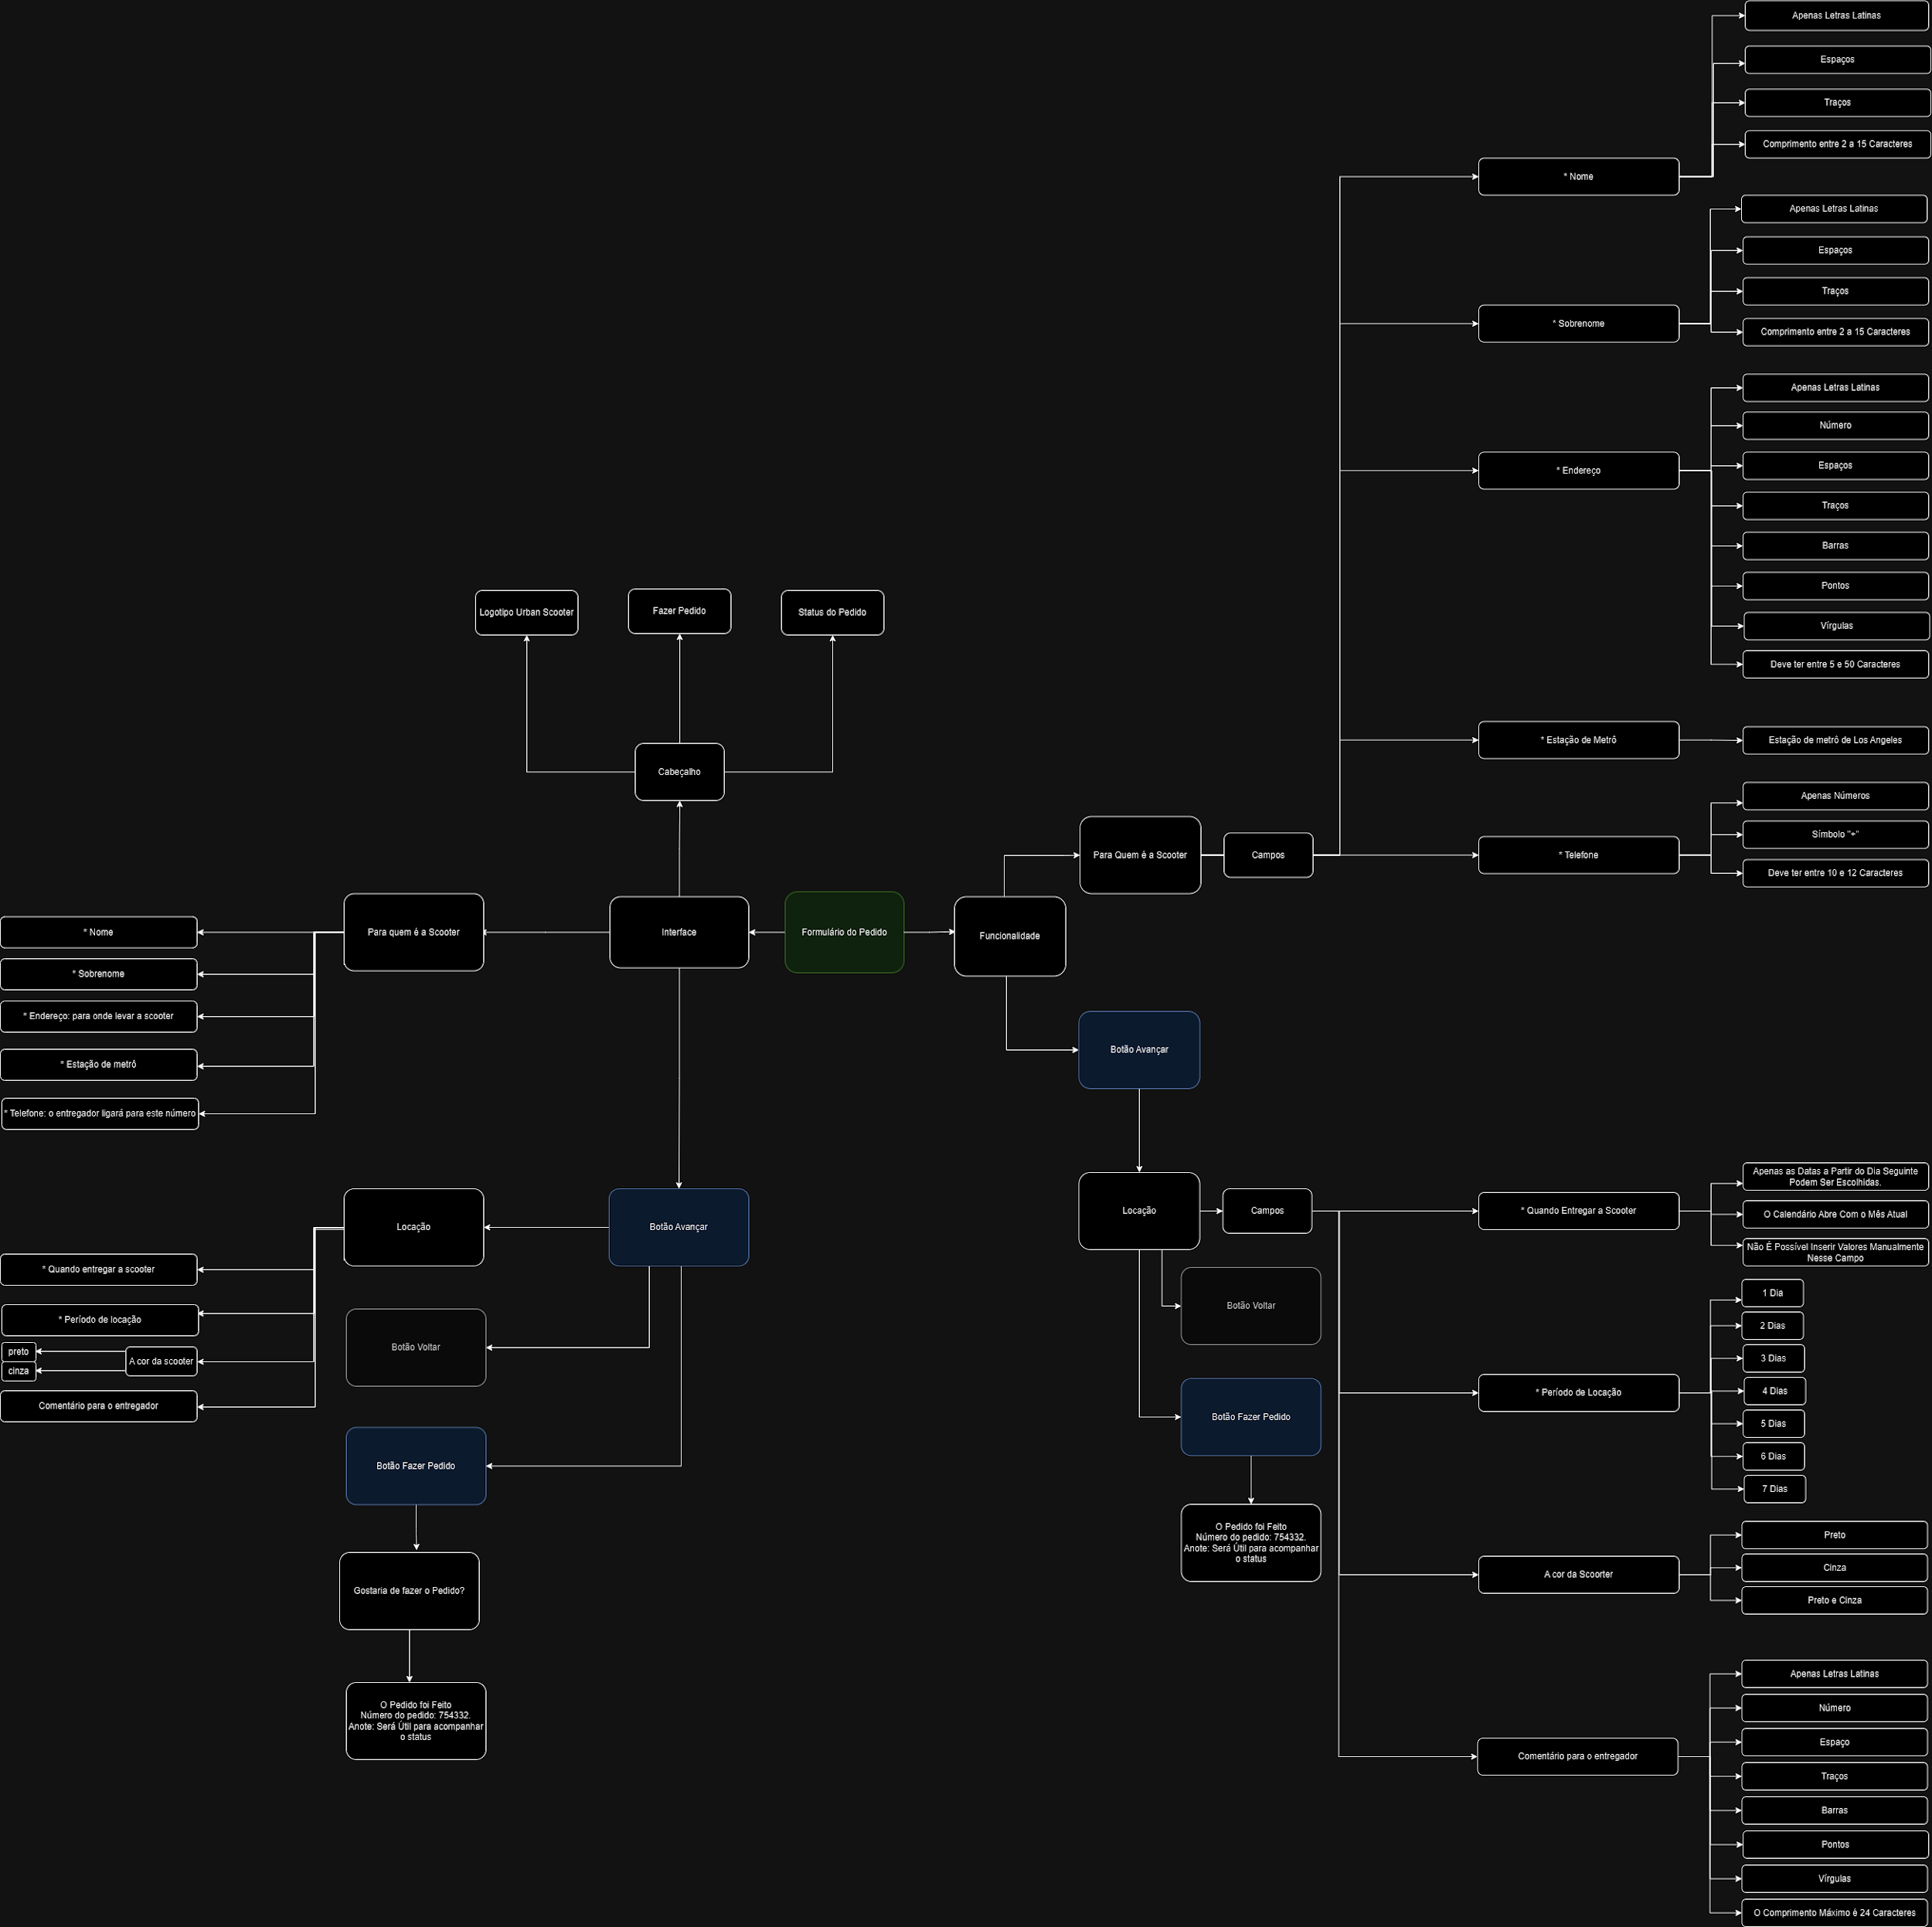 Apenas Letras Latinas
Espaços
Traços
Comprimento entre 2 a 15 Caracteres
* Nome
Apenas Letras Latinas
Espaços
Traços
Comprimento entre 2 a 15 Caracteres
* Sobrenome
Apenas Letras Latinas
Número
Espaços
Traços
Barras
Pontos
Vírgulas
Deve ter entre 5 e 50 Caracteres
* Endereço
Logotipo Urban Scooter
Fazer Pedido
Status do Pedido
Cabeçalho
* Estação de Metrô
Estação de metrô de Los Angeles
Apenas Números
Símbolo "+"
Deve ter entre 10 e 12 Caracteres
* Telefone
Para Quem é a Scooter
Campos
* Nome
* Sobrenome
* Endereço: para onde levar a scooter
* Estação de metrô
* Telefone: o entregador ligará para este número
Para quem é a Scooter
Interface
Formulário do Pedido
Funcionalidade
Botão Avançar
Locação
Botão Avançar
* Quando entregar a scooter
* Período de locação
preto
cinza
A cor da scooter
Comentário para o entregador
Botão Voltar
Botão Fazer Pedido
Gostaria de fazer o Pedido?
O Pedido foi Feito
Número do pedido: 754332.
Anote: Será Útil para acompanhar
o status
Locação
Campos
Botão Voltar
Botão Fazer Pedido
O Pedido foi Feito
Número do pedido: 754332.
Anote: Será Útil para acompanhar
o status
* Quando Entregar a Scooter
Apenas as Datas a Partir do Dia Seguinte
Podem Ser Escolhidas.
O Calendário Abre Com o Mês Atual
Não É Possível Inserir Valores Manualmente
Nesse Campo
* Período de Locação
1 Dia
2 Dias
3 Dias
4 Dias
5 Dias
6 Dias
7 Dias
A cor da Scoorter
Preto
Cinza
Preto e Cinza
Comentário para o entregador
Apenas Letras Latinas
Número
Espaço
Traços
Barras
Pontos
Vírgulas
O Comprimento Máximo é 24 Caracteres